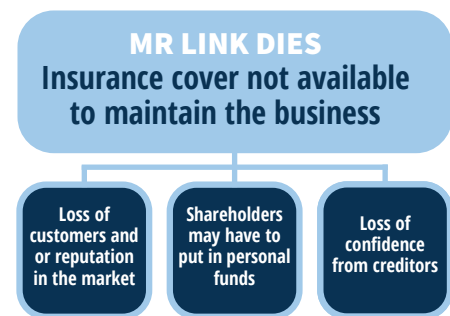 MR LINK DIES
Insurance cover not available
to maintain the business
Loss of
customers and
or reputation
in the market
Shareholders
may have to
put in personal
funds
Loss of
confidence
from creditors